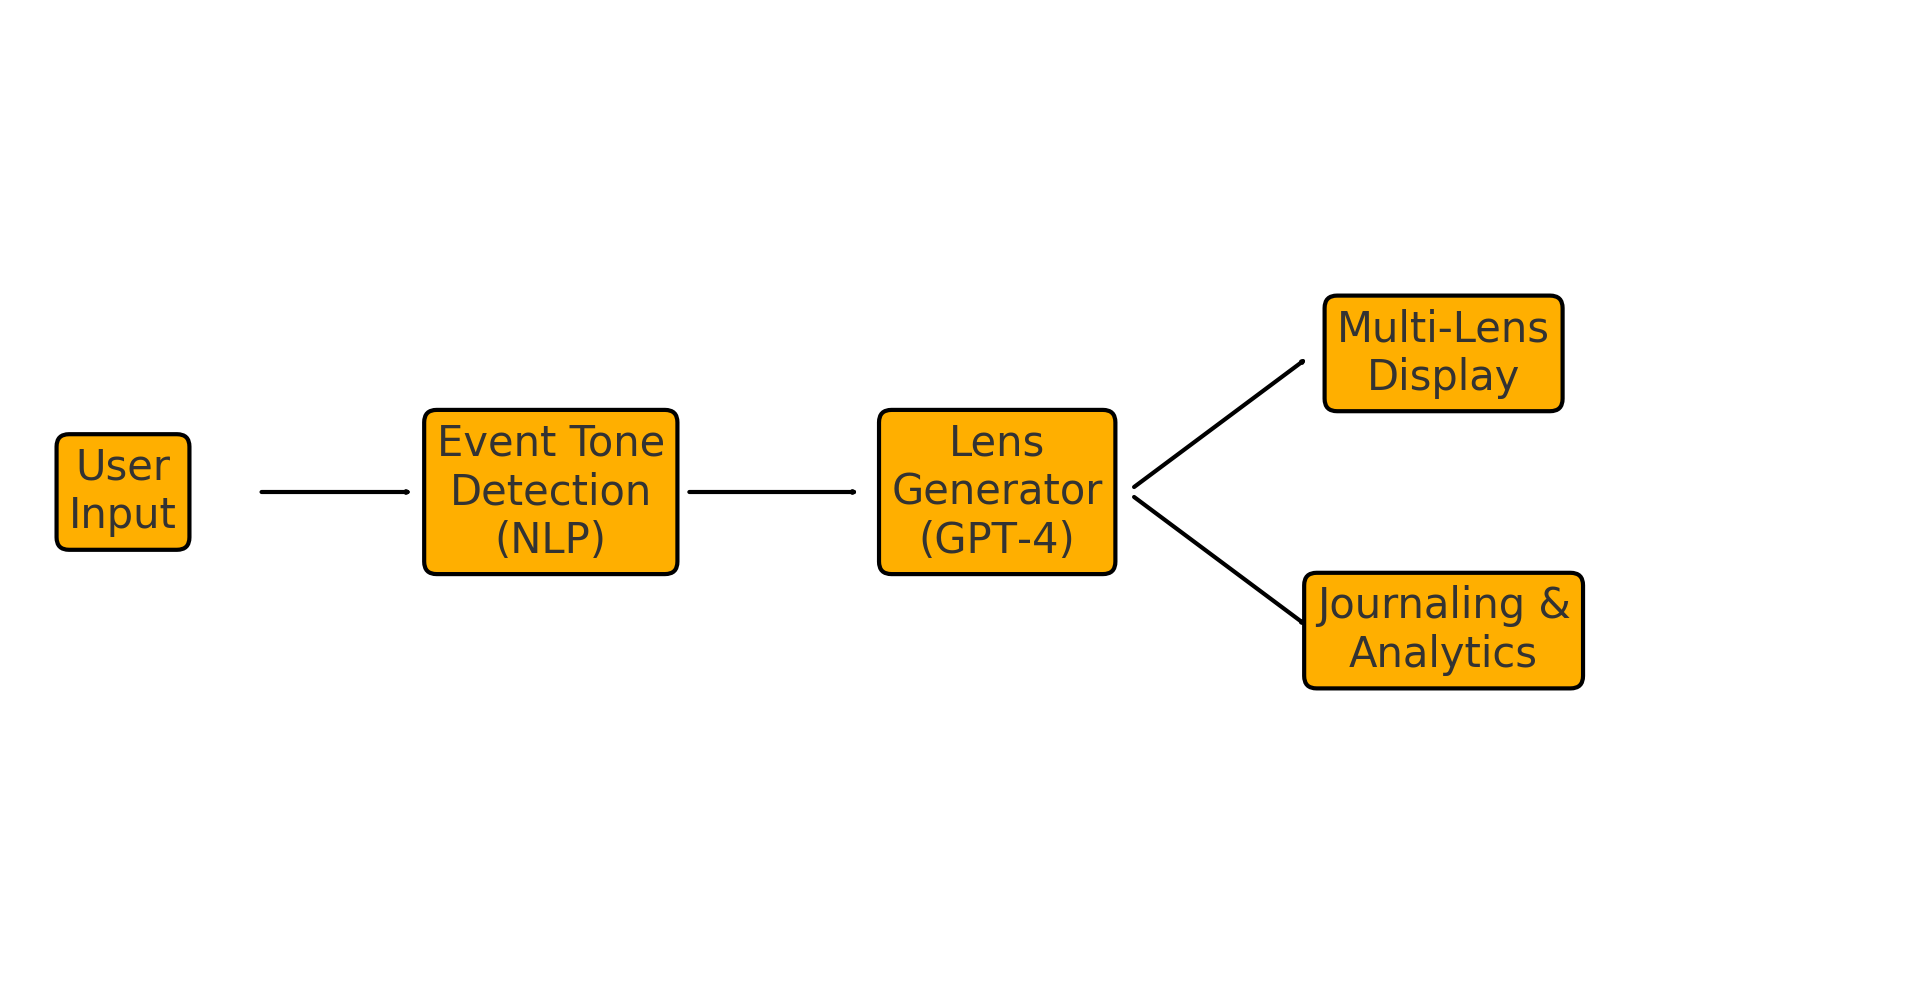 User
Input
Event Tone
Detection
(NLP)
Lens
Generator
(GPT-4)
Multi-Lens
Display
Journaling &
Analytics